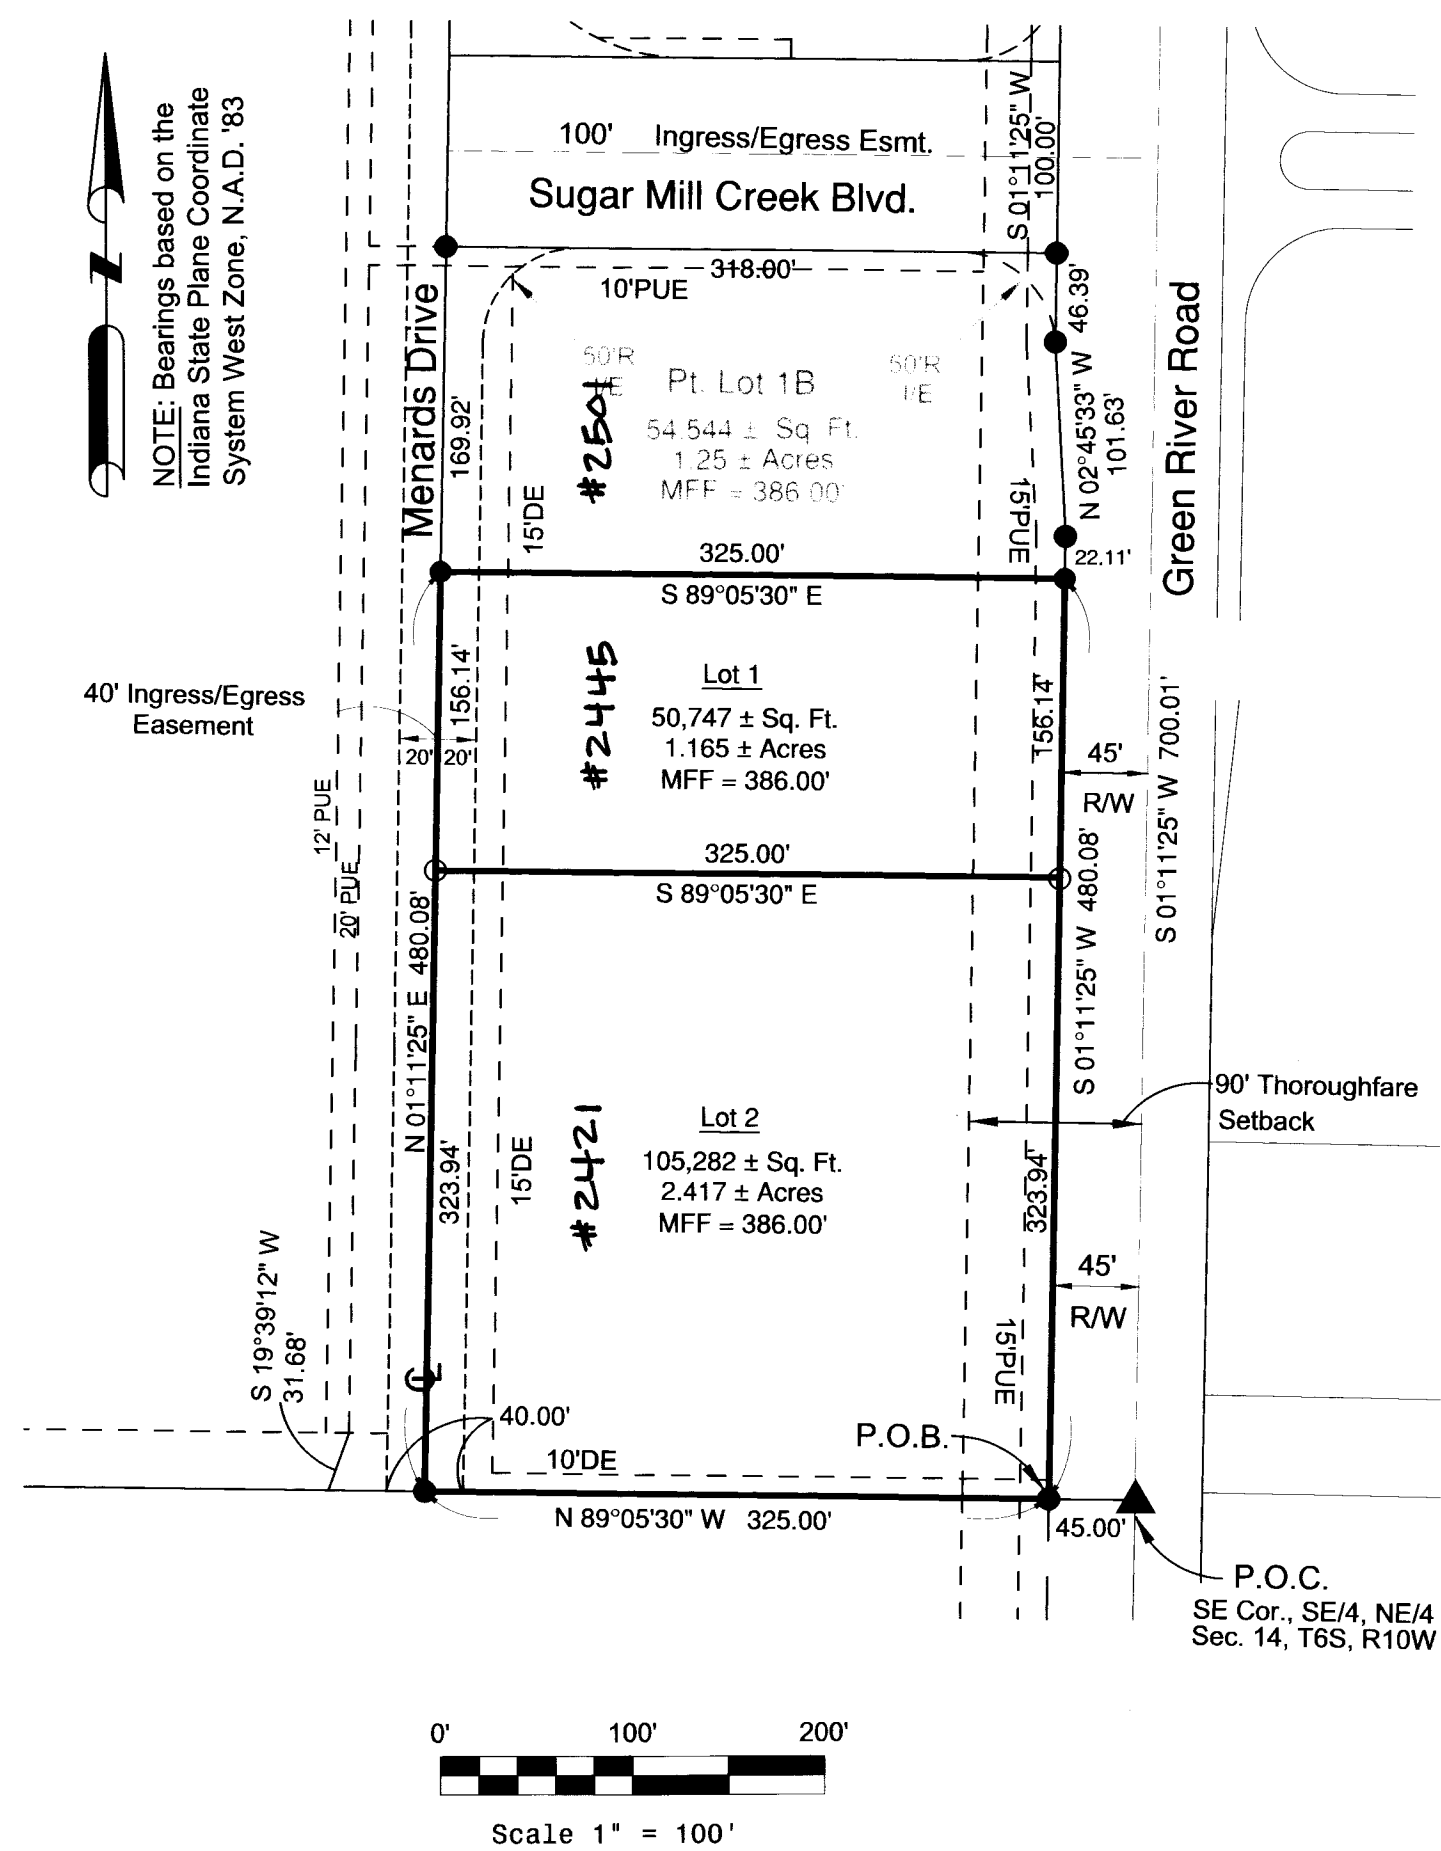 NOTE: Bearings based on the
Indiana State Plane Coordinate
System West Zone, N.A.D. '83
N
100' Ingress/Egress Esmt.
Sugar Mill Creek Blvd.
S 01°11'25" W
100.00'
318.00'
10'PUE
46.39'
Menards Drive
169.92'
50'R
I/E
50'R
I/E
#2501
Pt. Lot 1B
54,544 ± Sq Ft.
1.25 ± Acres
MFF = 386.00'
15'DE
15'PUE
N 02°45'33" W
101.63'
22.11'
Green River Road
325.00'
S 89°05'30" E
40' Ingress/Egress
Easement
156.14'
20' 20'
#2445
Lot 1
50,747 ± Sq. Ft.
1.165 ± Acres
MFF = 386.00'
156.14'
45'
R/W
S 01°11'25" W 700.01'
12' PUE
20' PUE
325.00'
S 89°05'30" E
N 01°11'25" E 480.08'
S 01°11'25" W 480.08'
90' Thoroughfare
Setback
323.94'
15'DE
#2421
Lot 2
105,282 ± Sq. Ft.
2.417 ± Acres
MFF = 386.00'
323.94'
45'
R/W
15'PUE
S 19°39'12" W
31.68'
40.00'
10'DE
P.O.B.
N 89°05'30" W 325.00'
45.00'
P.O.C.
SE Cor., SE/4, NE/4
Sec. 14, T6S, R10W
0' 100' 200'
Scale 1" = 100'